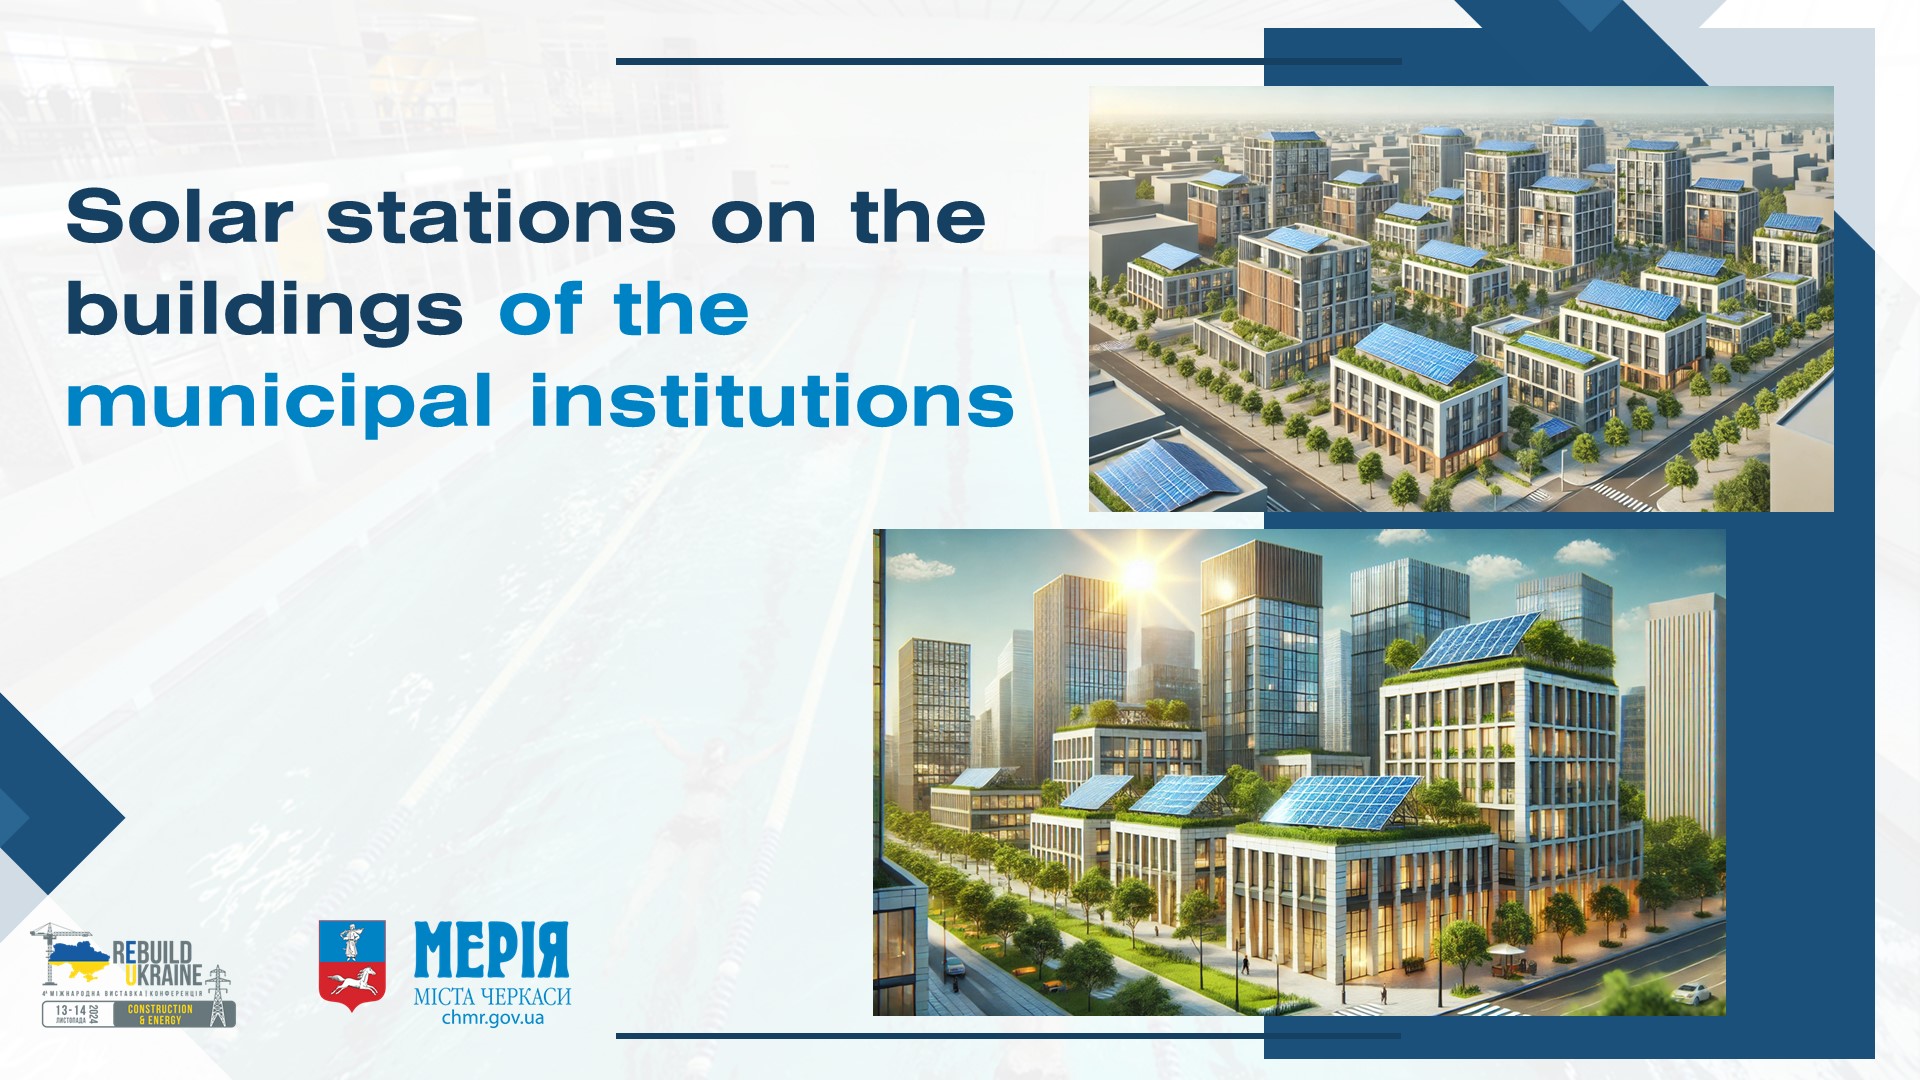 Solar stations on the
buildings of the
municipal institutions
REBUILD
UKRAINE
4ª МІЖНАРОДНА ВИСТАВКА | КОНФЕРЕНЦІЯ
13-14
ЛИСТОПАДА
2024
CONSTRUCTION
& ENERGY
МЕРІЯ
МІСТА ЧЕРКАСИ
chmr.gov.ua